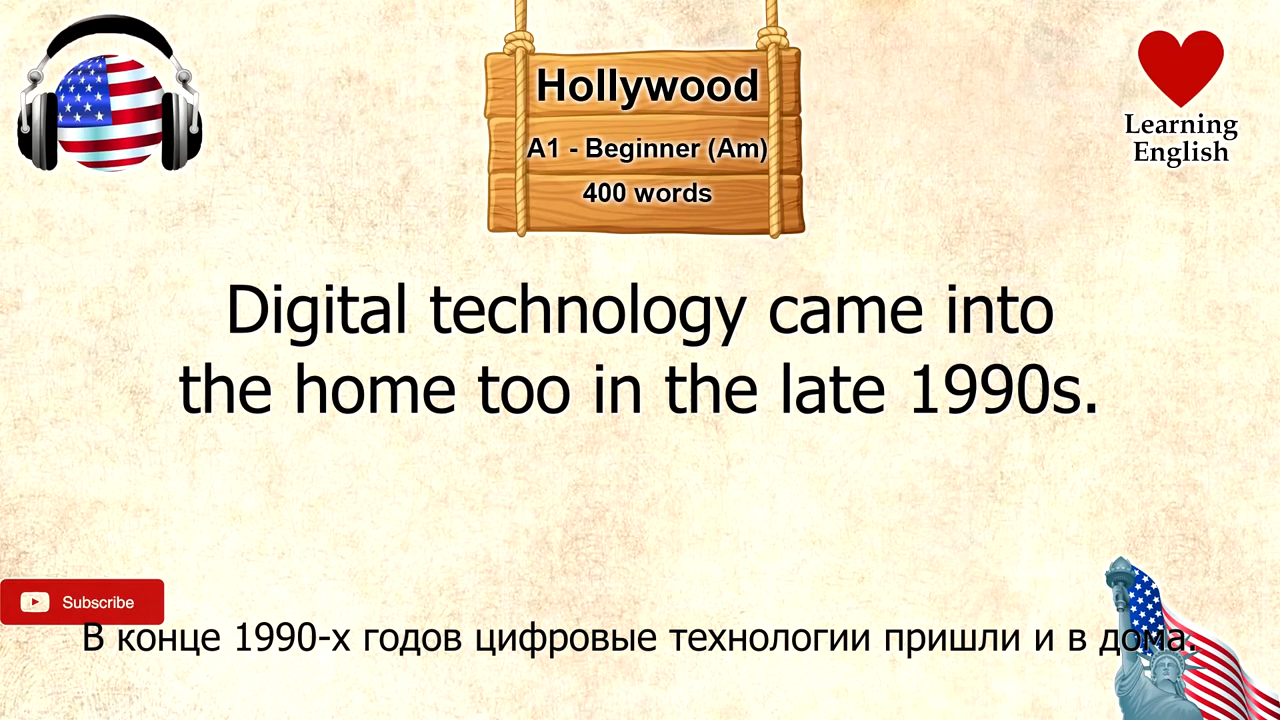 Hollywood
A1 - Beginner (Am)
400 words
Learning
English
Digital technology came into
the home too in the late 1990s.
Subscribe
В конце 1990-х годов цифровые технологии пришли и в дома.